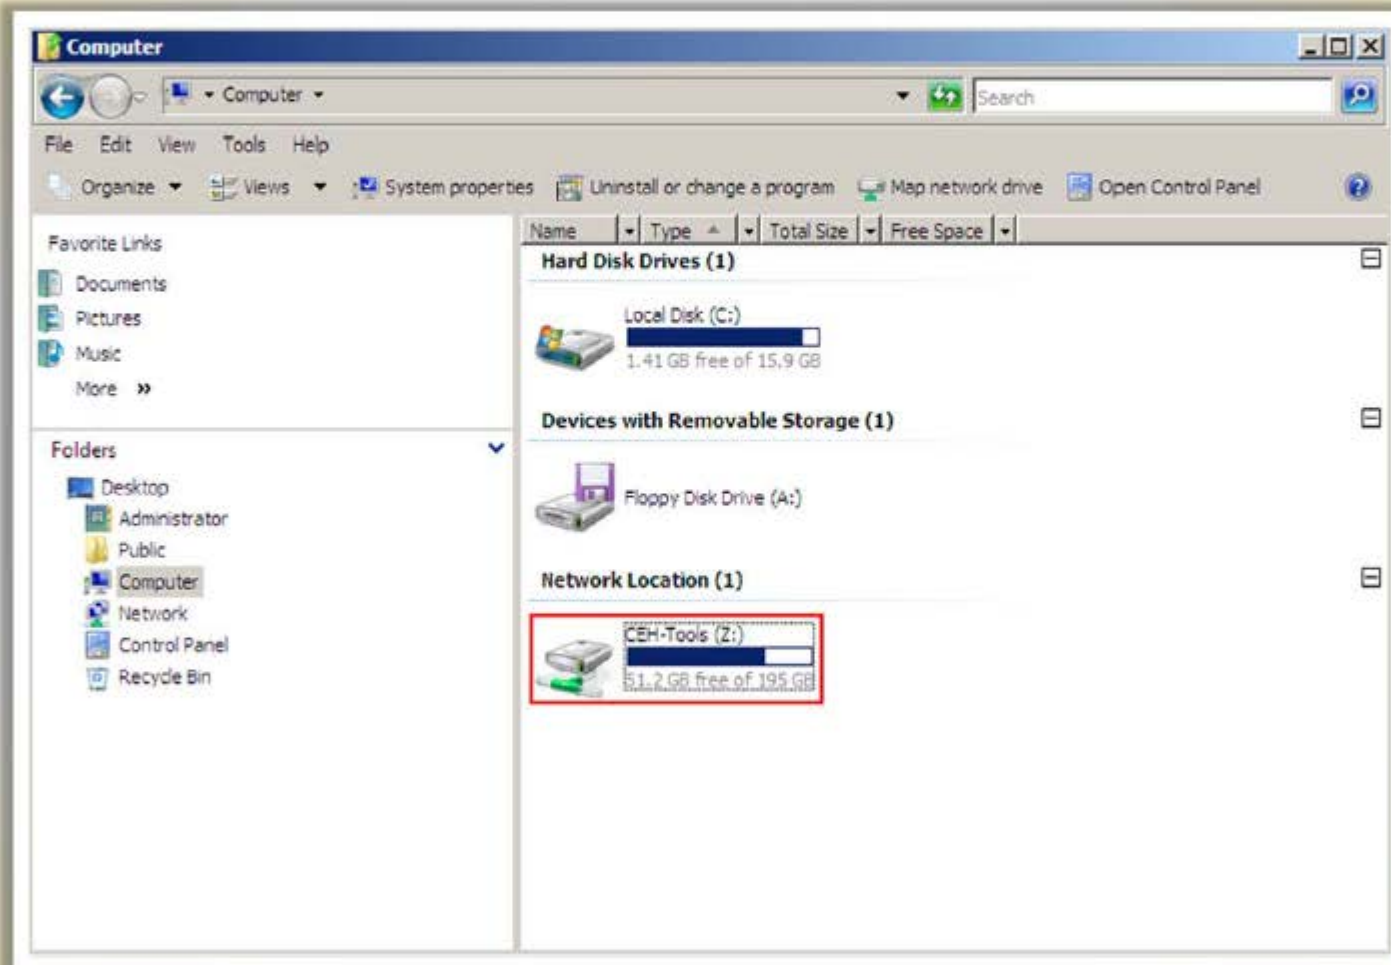 Computer
Computer
Search
File Edit View Tools Help
Organize Views System properties Uninstall or change a program Map network drive Open Control Panel
Favorite Links
Documents
Pictures
Music
More »
Folders
Desktop
Administrator
Public
Computer
Network
Control Panel
Recycle Bin
Name Type Total Size Free Space
Hard Disk Drives (1)
Local Disk (C:)
1.41 GB free of 15.9 GB
Devices with Removable Storage (1)
Floppy Disk Drive (A:)
Network Location (1)
CEH-Tools (Z:)
51.2 GB free of 195 GB